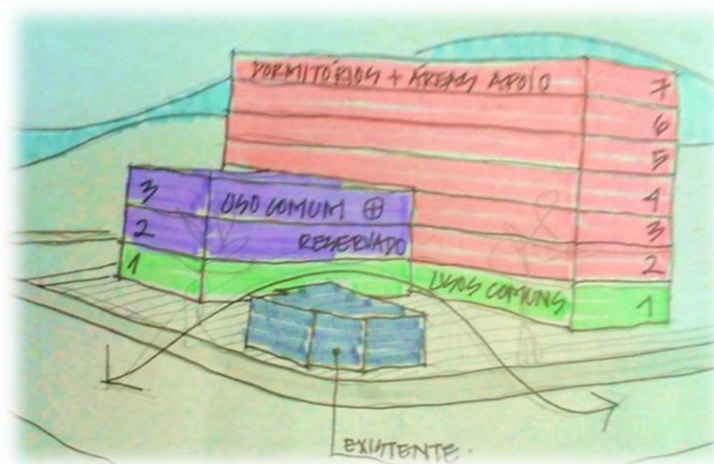 DORMITÓRIOS + ÁREAS APOIO
7
6
5
4
3
2
1
3
USO COMUM ⊕
2
RESERVADO
1
USOS COMUNS
EXISTENTE.